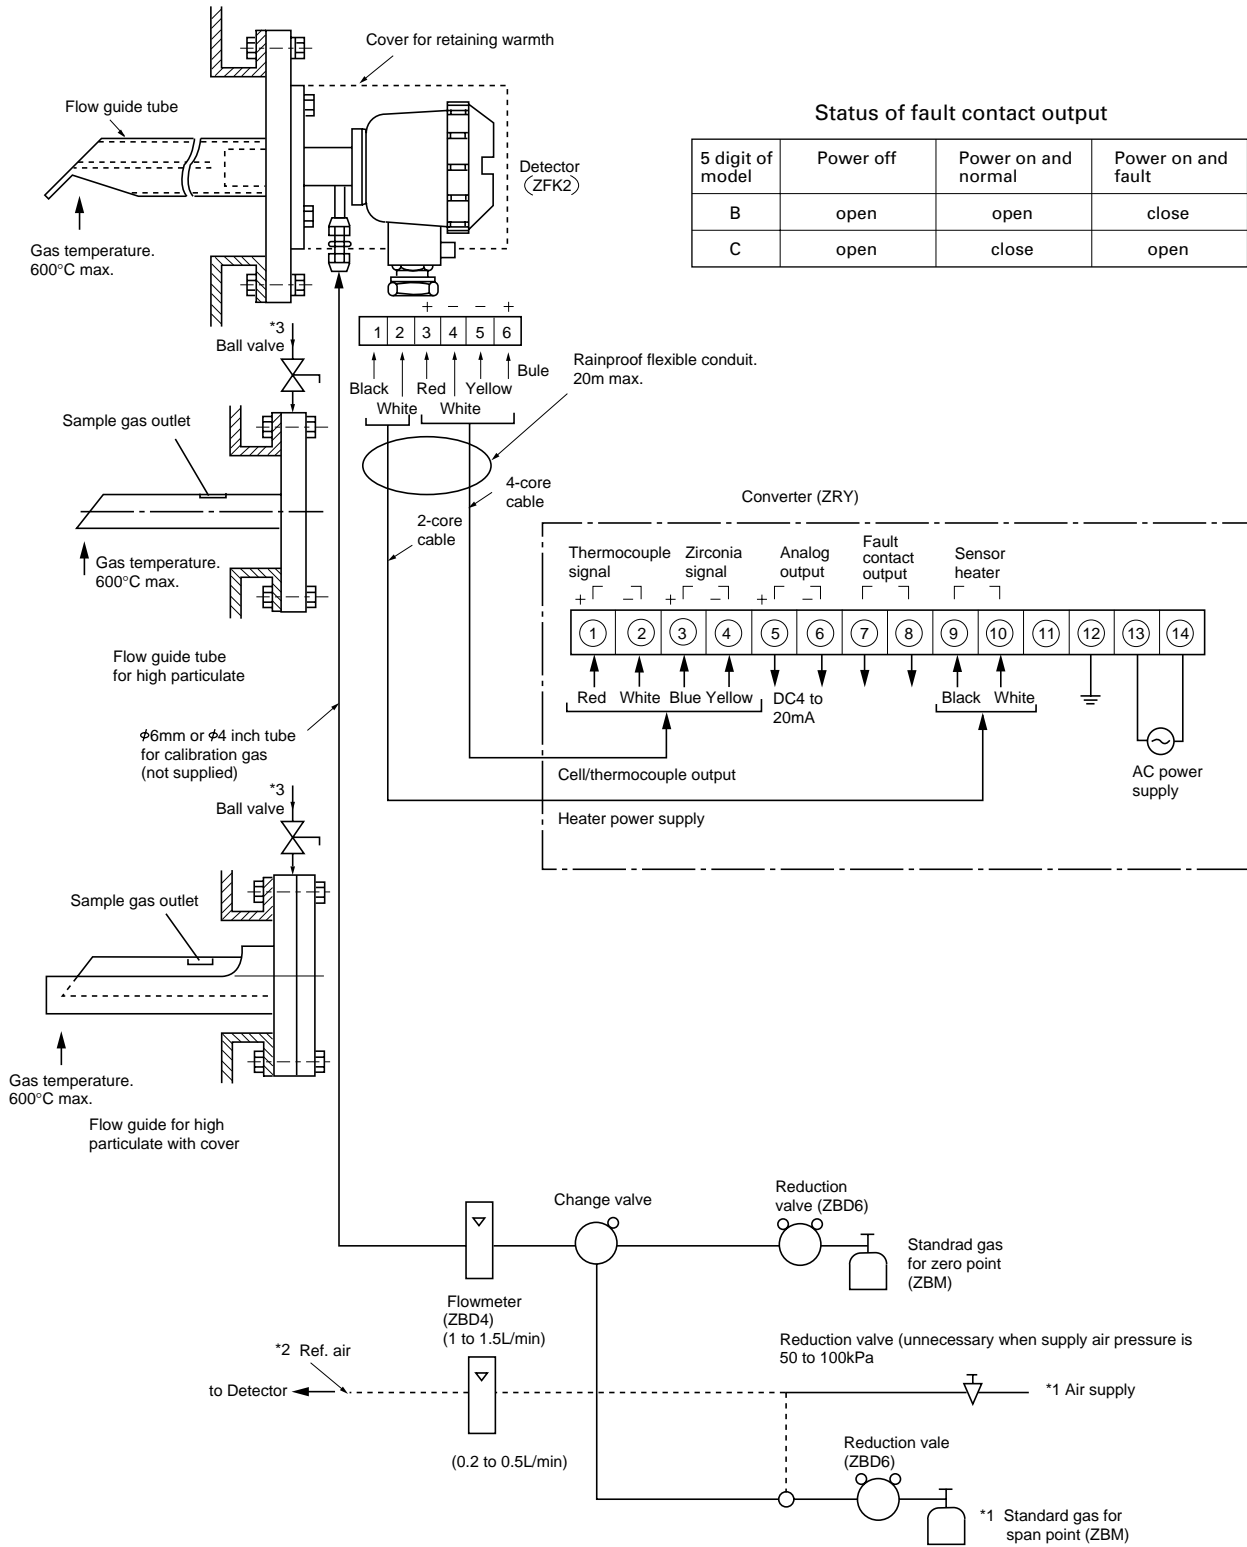 Cover for retaining warmth
Flow guide tube
Detector
(ZFK2)
Gas temperature.
600°C max.
Status of fault contact output
5 digit of model | Power off | Power on and normal | Power on and fault
B | open | open | close
C | open | close | open
*3
Ball valve
+ − − +
1 2 3 4 5 6
Black White Red White Yellow Bule
Rainproof flexible conduit.
20m max.
Sample gas outlet
4-core
cable
2-core
cable
Gas temperature.
600°C max.
Flow guide tube
for high particulate
Converter (ZRY)
Thermocouple
signal
Zirconia
signal
Analog
output
Fault
contact
output
Sensor
heater
+ − + − + −
1 2 3 4 5 6 7 8 9 10 11 12 13 14
Red White Blue Yellow
DC4 to
20mA
Black White
Cell/thermocouple output
Heater power supply
AC power
supply
ϕ6mm or ϕ4 inch tube
for calibration gas
(not supplied)
*3
Ball valve
Sample gas outlet
Gas temperature.
600°C max.
Flow guide for high
particulate with cover
Change valve
Reduction
valve (ZBD6)
Standrad gas
for zero point
(ZBM)
Flowmeter
(ZBD4)
(1 to 1.5L/min)
*2 Ref. air
to Detector
Reduction valve (unnecessary when supply air pressure is
50 to 100kPa
*1 Air supply
(0.2 to 0.5L/min)
Reduction vale
(ZBD6)
*1 Standard gas for
span point (ZBM)